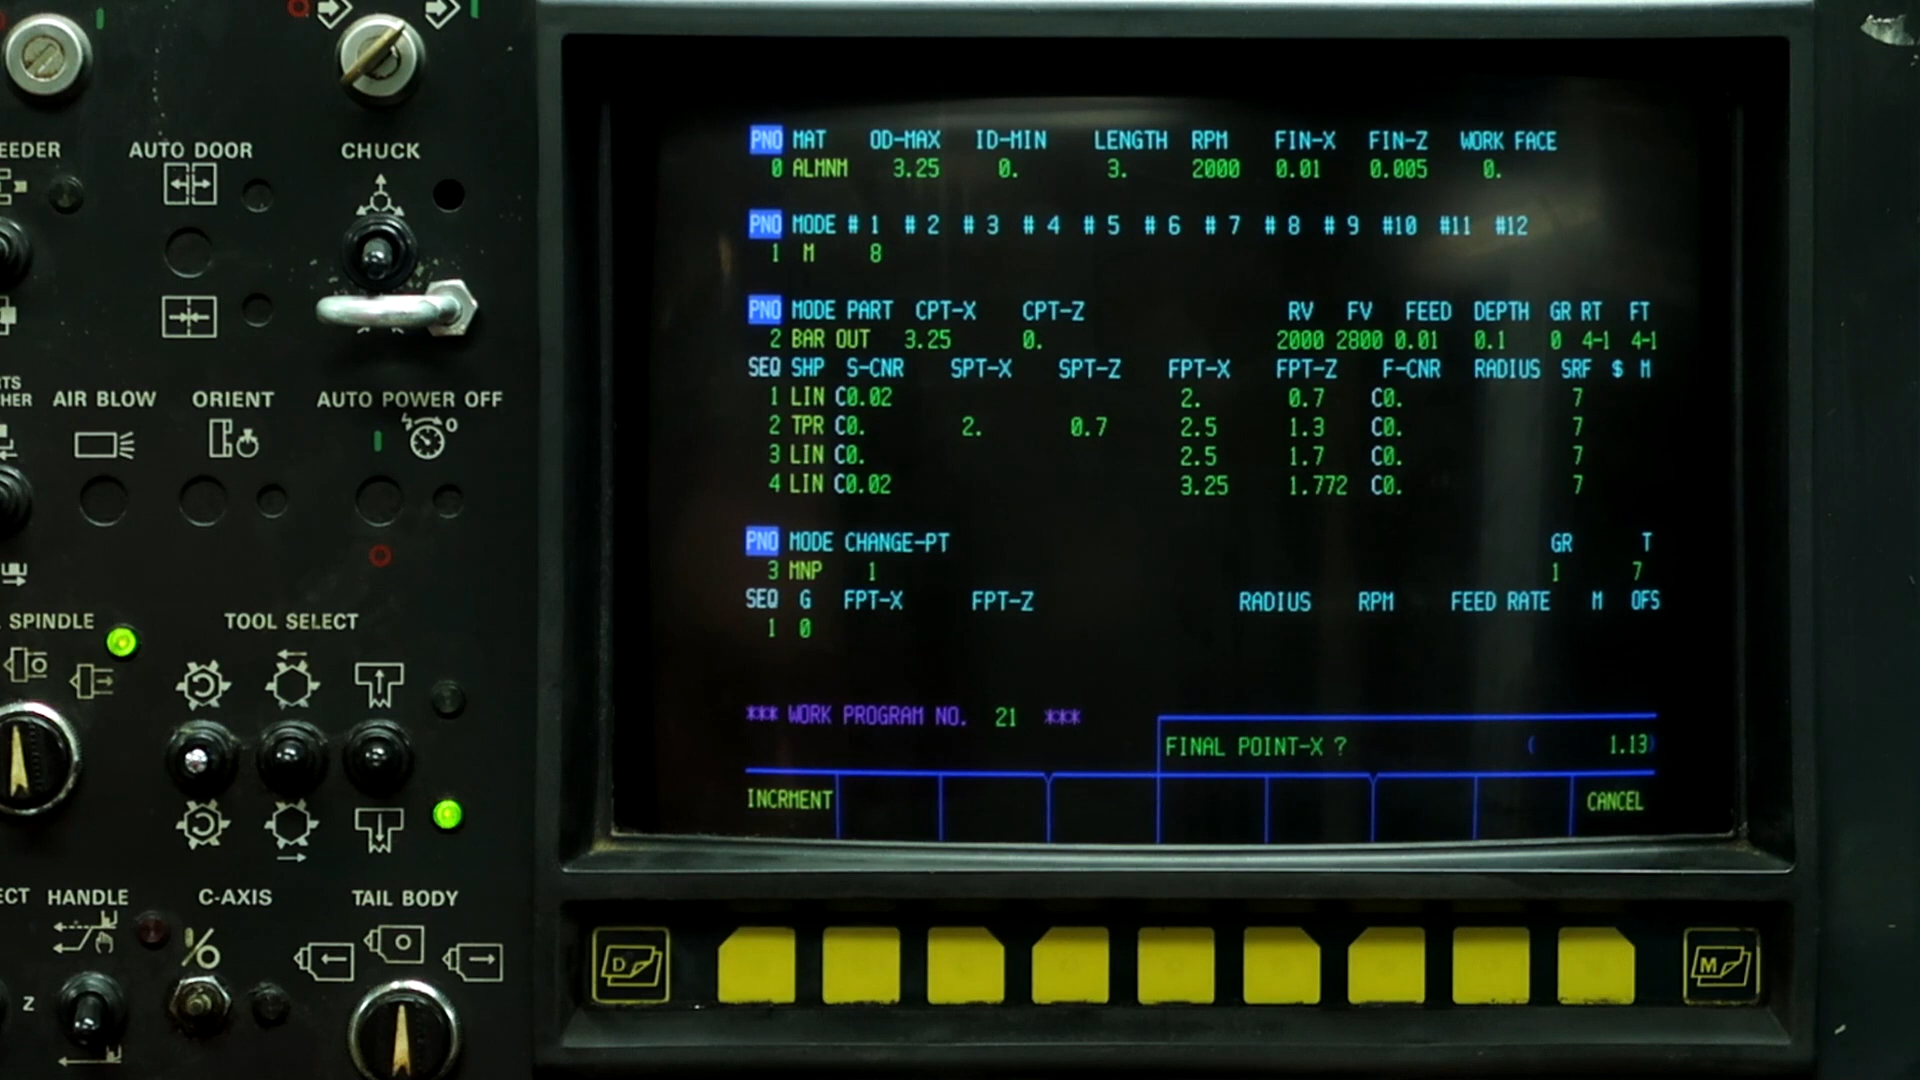 EEDER AUTO DOOR CHUCK
HER AIR BLOW ORIENT AUTO POWER OFF
SPINDLE TOOL SELECT
ECT HANDLE C-AXIS TAIL BODY
Z
PNO MAT OD-MAX ID-MIN LENGTH RPM FIN-X FIN-Z WORK FACE
0 ALMNM 3.25 0. 3. 2000 0.01 0.005 0.
PNO MODE # 1 # 2 # 3 # 4 # 5 # 6 # 7 # 8 # 9 #10 #11 #12
1 M 8
PNO MODE PART CPT-X CPT-Z RV FV FEED DEPTH GR RT FT
2 BAR OUT 3.25 0. 2000 2800 0.01 0.1 0 4-1 4-1
SEQ SHP S-CNR SPT-X SPT-Z FPT-X FPT-Z F-CNR RADIUS SRF $ M
1 LIN C0.02 2. 0.7 C0. 7
2 TPR C0. 2. 0.7 2.5 1.3 C0. 7
3 LIN C0. 2.5 1.7 C0. 7
4 LIN C0.02 3.25 1.772 C0. 7
PNO MODE CHANGE-PT GR T
3 MNP 1 1 7
SEQ G FPT-X FPT-Z RADIUS RPM FEED RATE M OFS
1 0
*** WORK PROGRAM NO. 21 ***
FINAL POINT-X ? ( 1.13)
INCRMENT CANCEL
D M